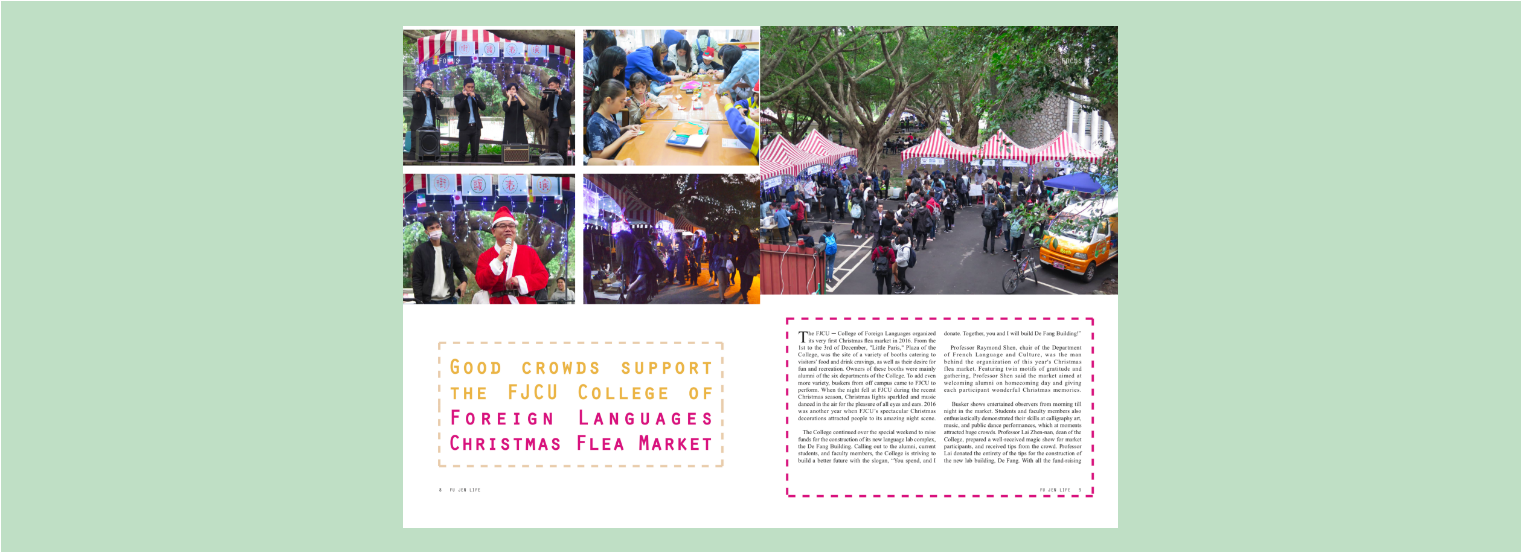 FOCUS
GOOD CROWDS SUPPORT
THE FJCU COLLEGE OF
FOREIGN LANGUAGES
CHRISTMAS FLEA MARKET
8 FU JEN LIFE
The FJCU – College of Foreign Languages organized
its very first Christmas flea market in 2016. From the
1st to the 3rd of December, "Little Paris," Plaza of the
College, was the site of a variety of booths catering to
visitors' food and drink cravings, as well as their desire for
fun and recreation. Owners of these booths were mainly
alumni of the six departments of the College. To add even
more variety, buskers from off campus came to FJCU to
perform. When the night fell at FJCU during the recent
Christmas season, Christmas lights sparkled and music
danced in the air for the pleasure of all eyes and ears. 2016
was another year when FJCU's spectacular Christmas
decorations attracted people to its amazing night scene.
The College continued over the special weekend to raise
funds for the construction of its new language lab complex,
the De Fang Building. Calling out to the alumni, current
students, and faculty members, the College is striving to
build a better future with the slogan, "You spend, and I
donate. Together, you and I will build De Fang Building!"
Professor Raymond Shen, chair of the Department
of French Language and Culture, was the man
behind the organization of this year's Christmas
flea market. Featuring twin motifs of gratitude and
gathering, Professor Shen said the market aimed at
welcoming alumni on homecoming day and giving
each participant wonderful Christmas memories.
Busker shows entertained observers from morning till
night in the market. Students and faculty members also
enthusiastically demonstrated their skills at calligraphy art,
music, and public dance performances, which at moments
attracted huge crowds. Professor Lai Zhen-nan, dean of the
College, prepared a well-received magic show for market
participants, and received tips from the crowd. Professor
Lai donated the entirety of the tips for the construction of
the new lab building, De Fang. With all the fund-raising
FU JEN LIFE 9